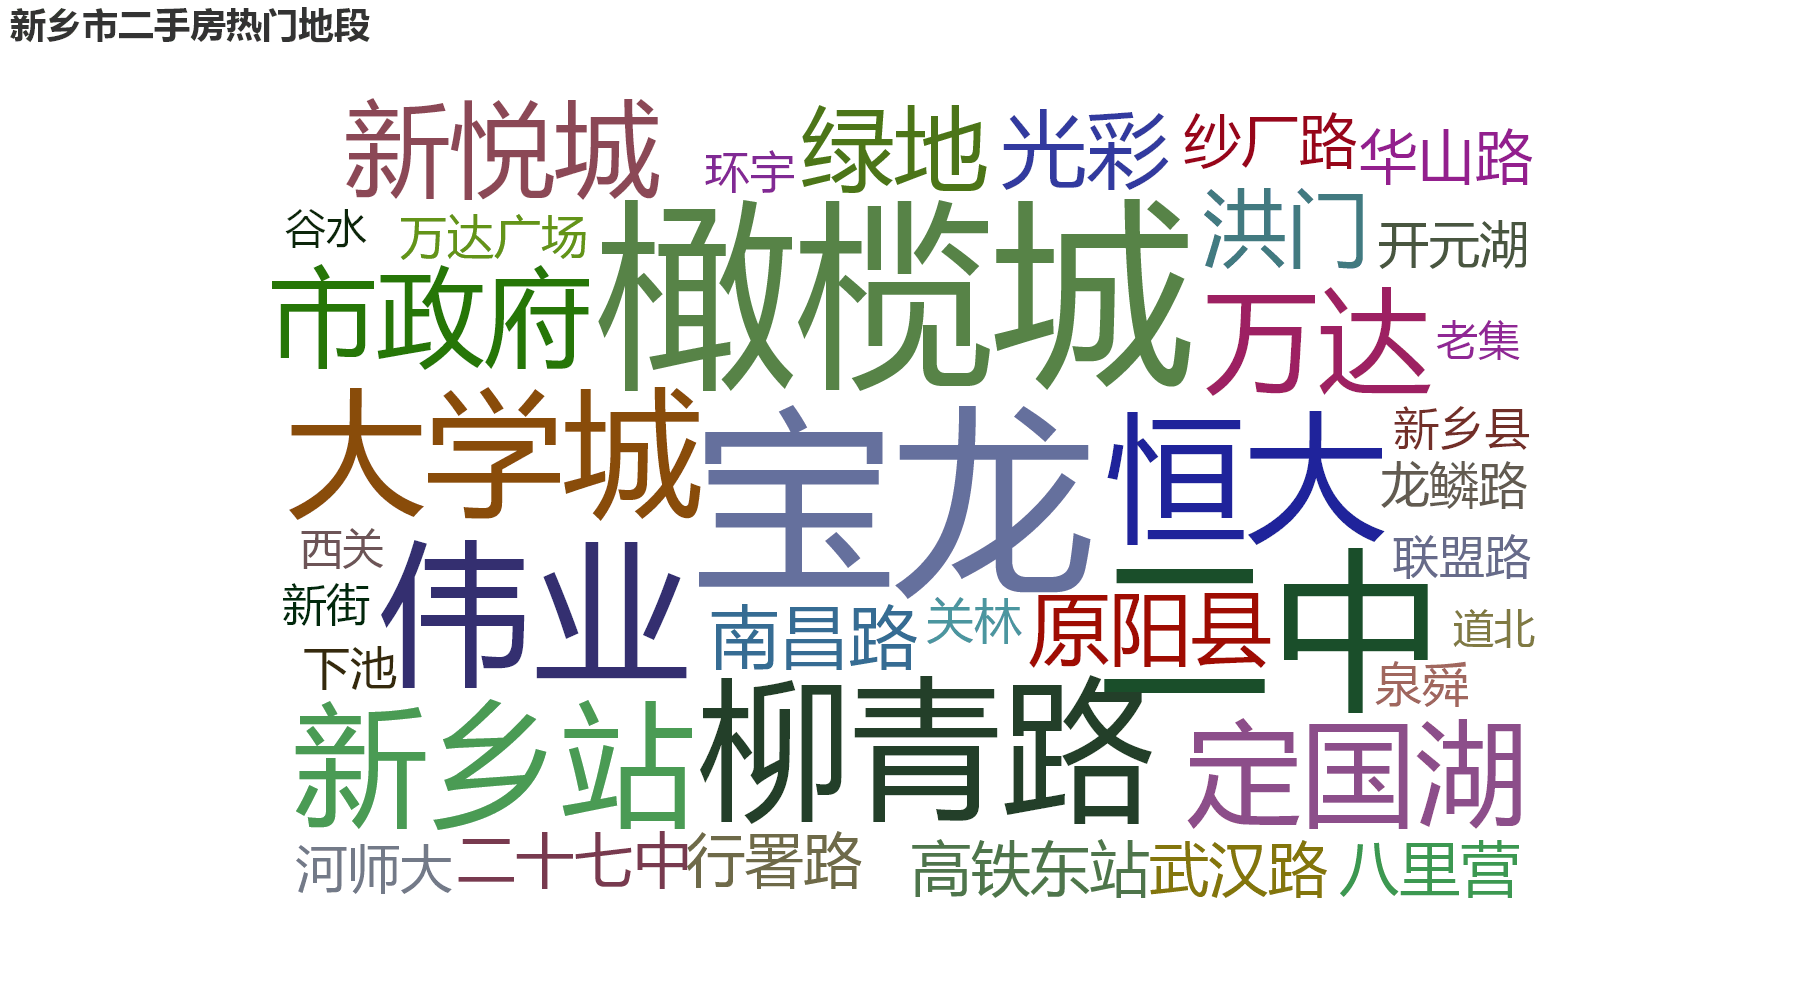 新乡市二手房热门地段
新悦城
环宇
绿地
光彩
纱厂路
华山路
谷水
万达广场
橄榄城
洪门
开元湖
市政府
万达
老集
大学城
宝龙
恒大
新乡县
龙鳞路
西关
伟业
二中
联盟路
新街
南昌路
关林
原阳县
道北
下池
泉舜
新乡站
柳青路
定国湖
河师大
二十七中
行署路
高铁东站
武汉路
八里营